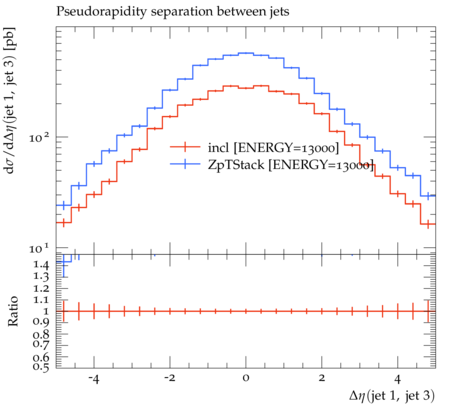 Pseudorapidity separation between jets
dσ/dΔη(jet 1, jet 3) [pb]
10²
10¹
incl [ENERGY=13000]
ZpTStack [ENERGY=13000]
Ratio
1.4
1.3
1.2
1.1
1
0.9
0.8
0.7
0.6
0.5
-4 -2 0 2 4
Δη(jet 1, jet 3)